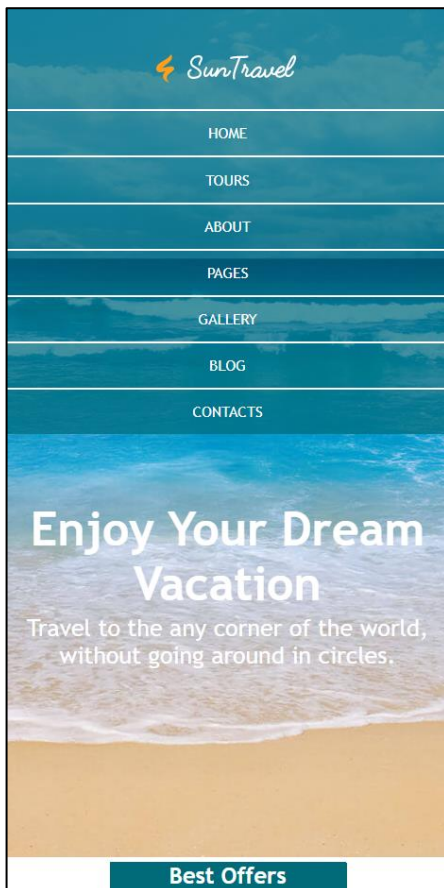 SunTravel
HOME
TOURS
ABOUT
PAGES
GALLERY
BLOG
CONTACTS
Enjoy Your Dream
Vacation
Travel to the any corner of the world,
without going around in circles.
Best Offers